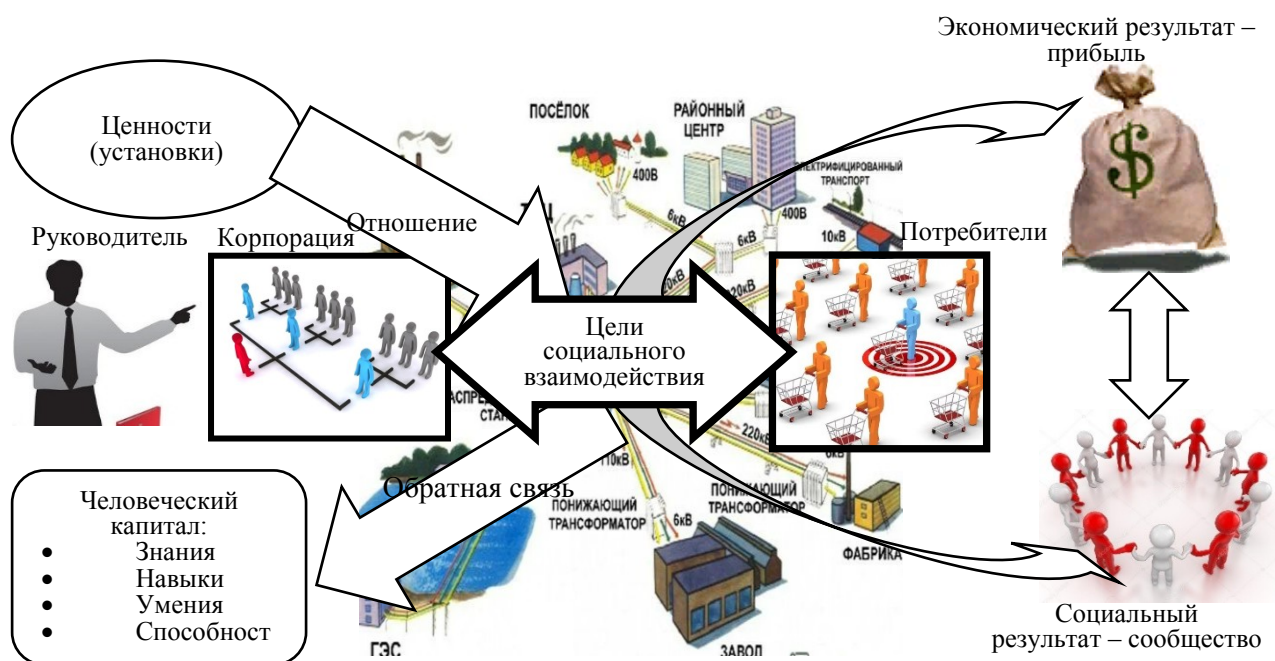 Экономический результат –
прибыль
Ценности
(установки)
ПОСЁЛОК
РАЙОННЫЙ
ЦЕНТР
400В
ЭЛЕКТРИФИЦИРОВАННЫЙ
ТРАНСПОРТ
6кВ
400В
6кВ
10кВ
Отношение
Руководитель
Корпорация
Потребители
Цели
социального
взаимодействия
220кВ
10кВ
6кВ
Обратная связь
ПОНИЖАЮЩИЙ
ТРАНСФОРМАТОР
ПОНИЖАЮЩИЙ
ТРАНСФОРМАТОР
6кВ
ФАБРИКА
ГЭС
ЗАВОД
Человеческий
капитал:
• Знания
• Навыки
• Умения
• Способност
Социальный
результат – сообщество